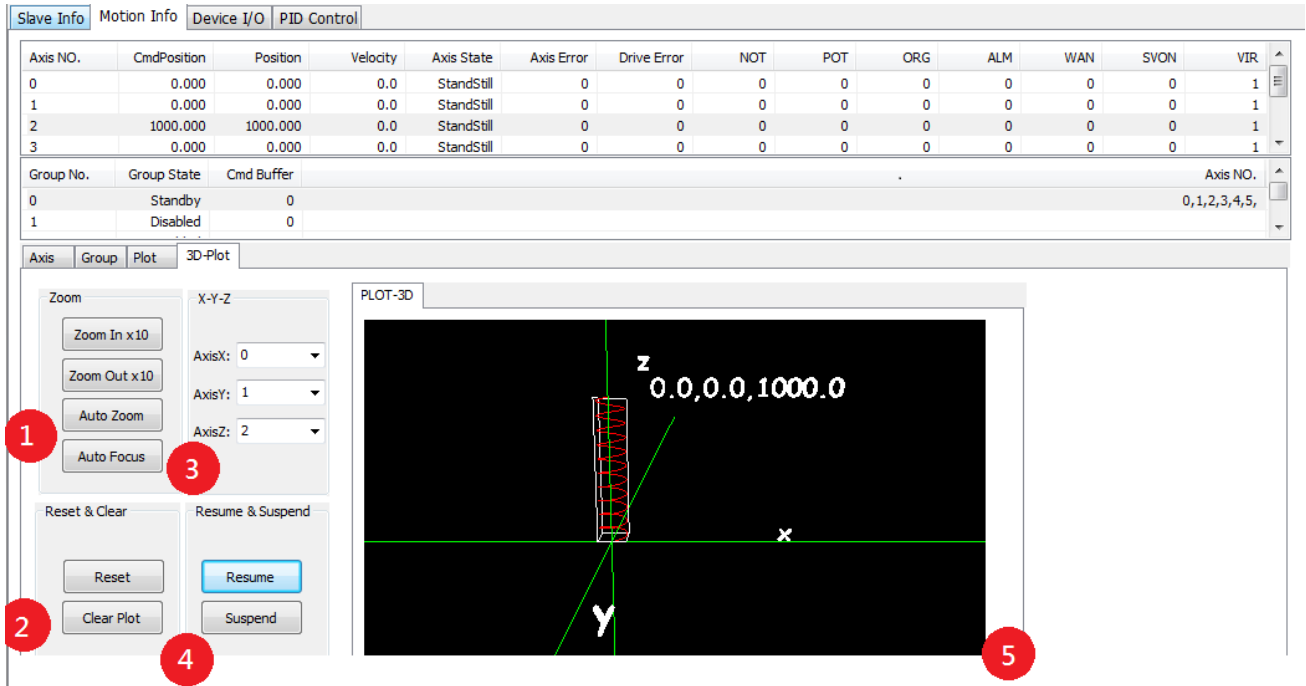 Slave Info Motion Info Device I/O PID Control
Axis NO. CmdPosition Position Velocity Axis State Axis Error Drive Error NOT POT ORG ALM WAN SVON VIR
0 0.000 0.000 0.0 StandStill 0 0 0 0 0 0 0 0 1
1 0.000 0.000 0.0 StandStill 0 0 0 0 0 0 0 0 1
2 1000.000 1000.000 0.0 StandStill 0 0 0 0 0 0 0 0 1
3 0.000 0.000 0.0 StandStill 0 0 0 0 0 0 0 0 1
Group No. Group State Cmd Buffer . Axis NO.
0 Standby 0 0,1,2,3,4,5,
1 Disabled 0
Axis Group Plot 3D-Plot
Zoom
Zoom In x10
Zoom Out x10
Auto Zoom
Auto Focus
1
X-Y-Z
AxisX: 0
AxisY: 1
AxisZ: 2
3
Reset & Clear
Reset
Clear Plot
2
Resume & Suspend
Resume
Suspend
4
PLOT-3D
z
0.0,0.0,1000.0
x
y
5